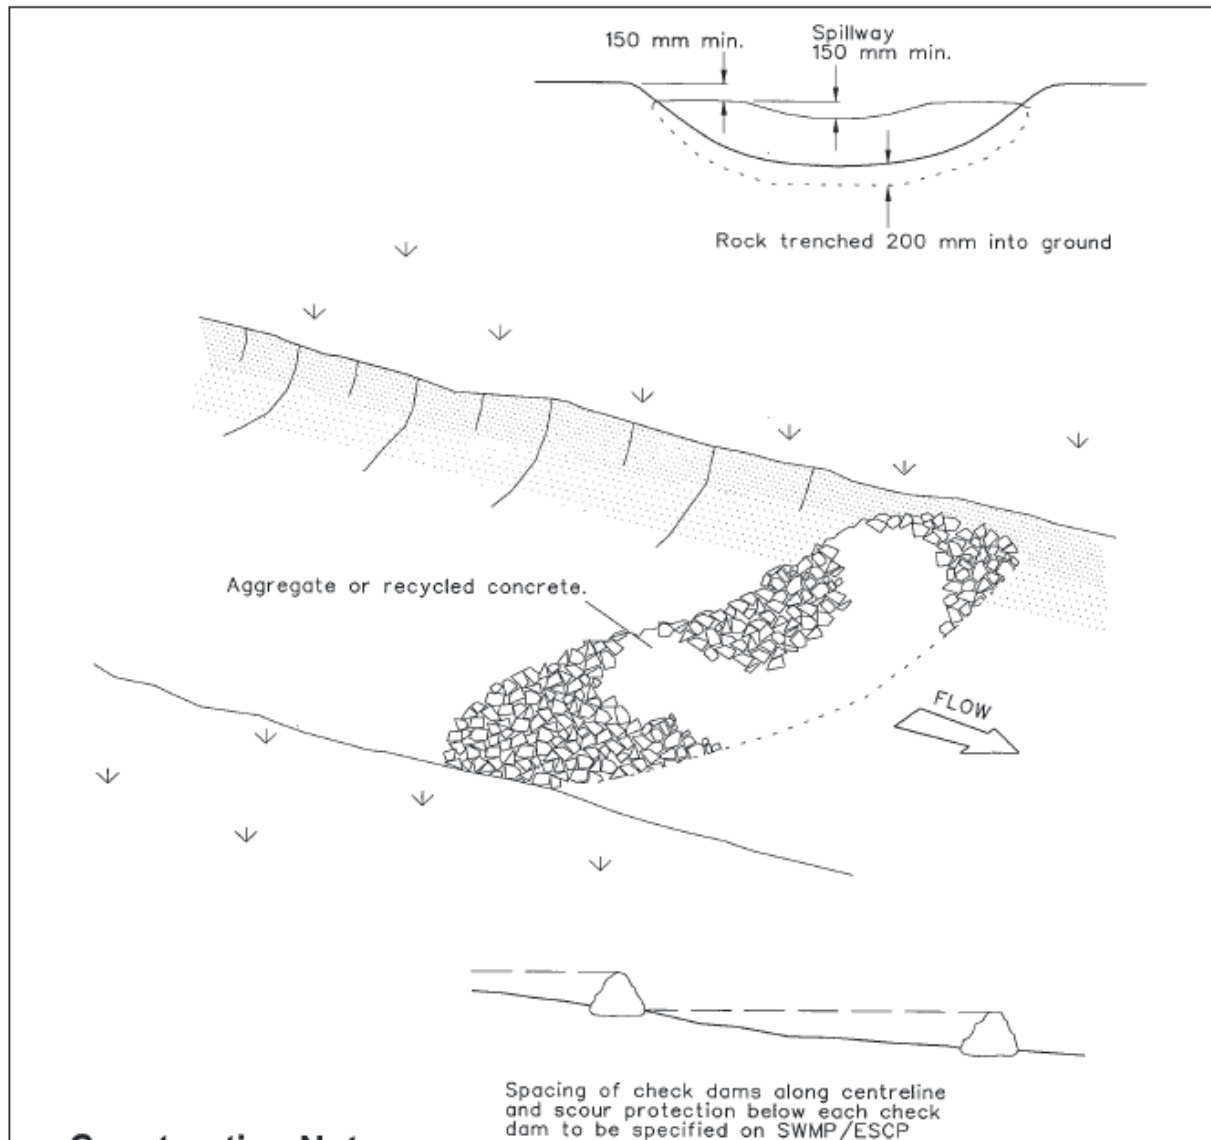 150 mm min.
Spillway
150 mm min.
Rock trenched 200 mm into ground
Aggregate or recycled concrete.
FLOW
Spacing of check dams along centreline
and scour protection below each check
dam to be specified on SWMP/ESCP